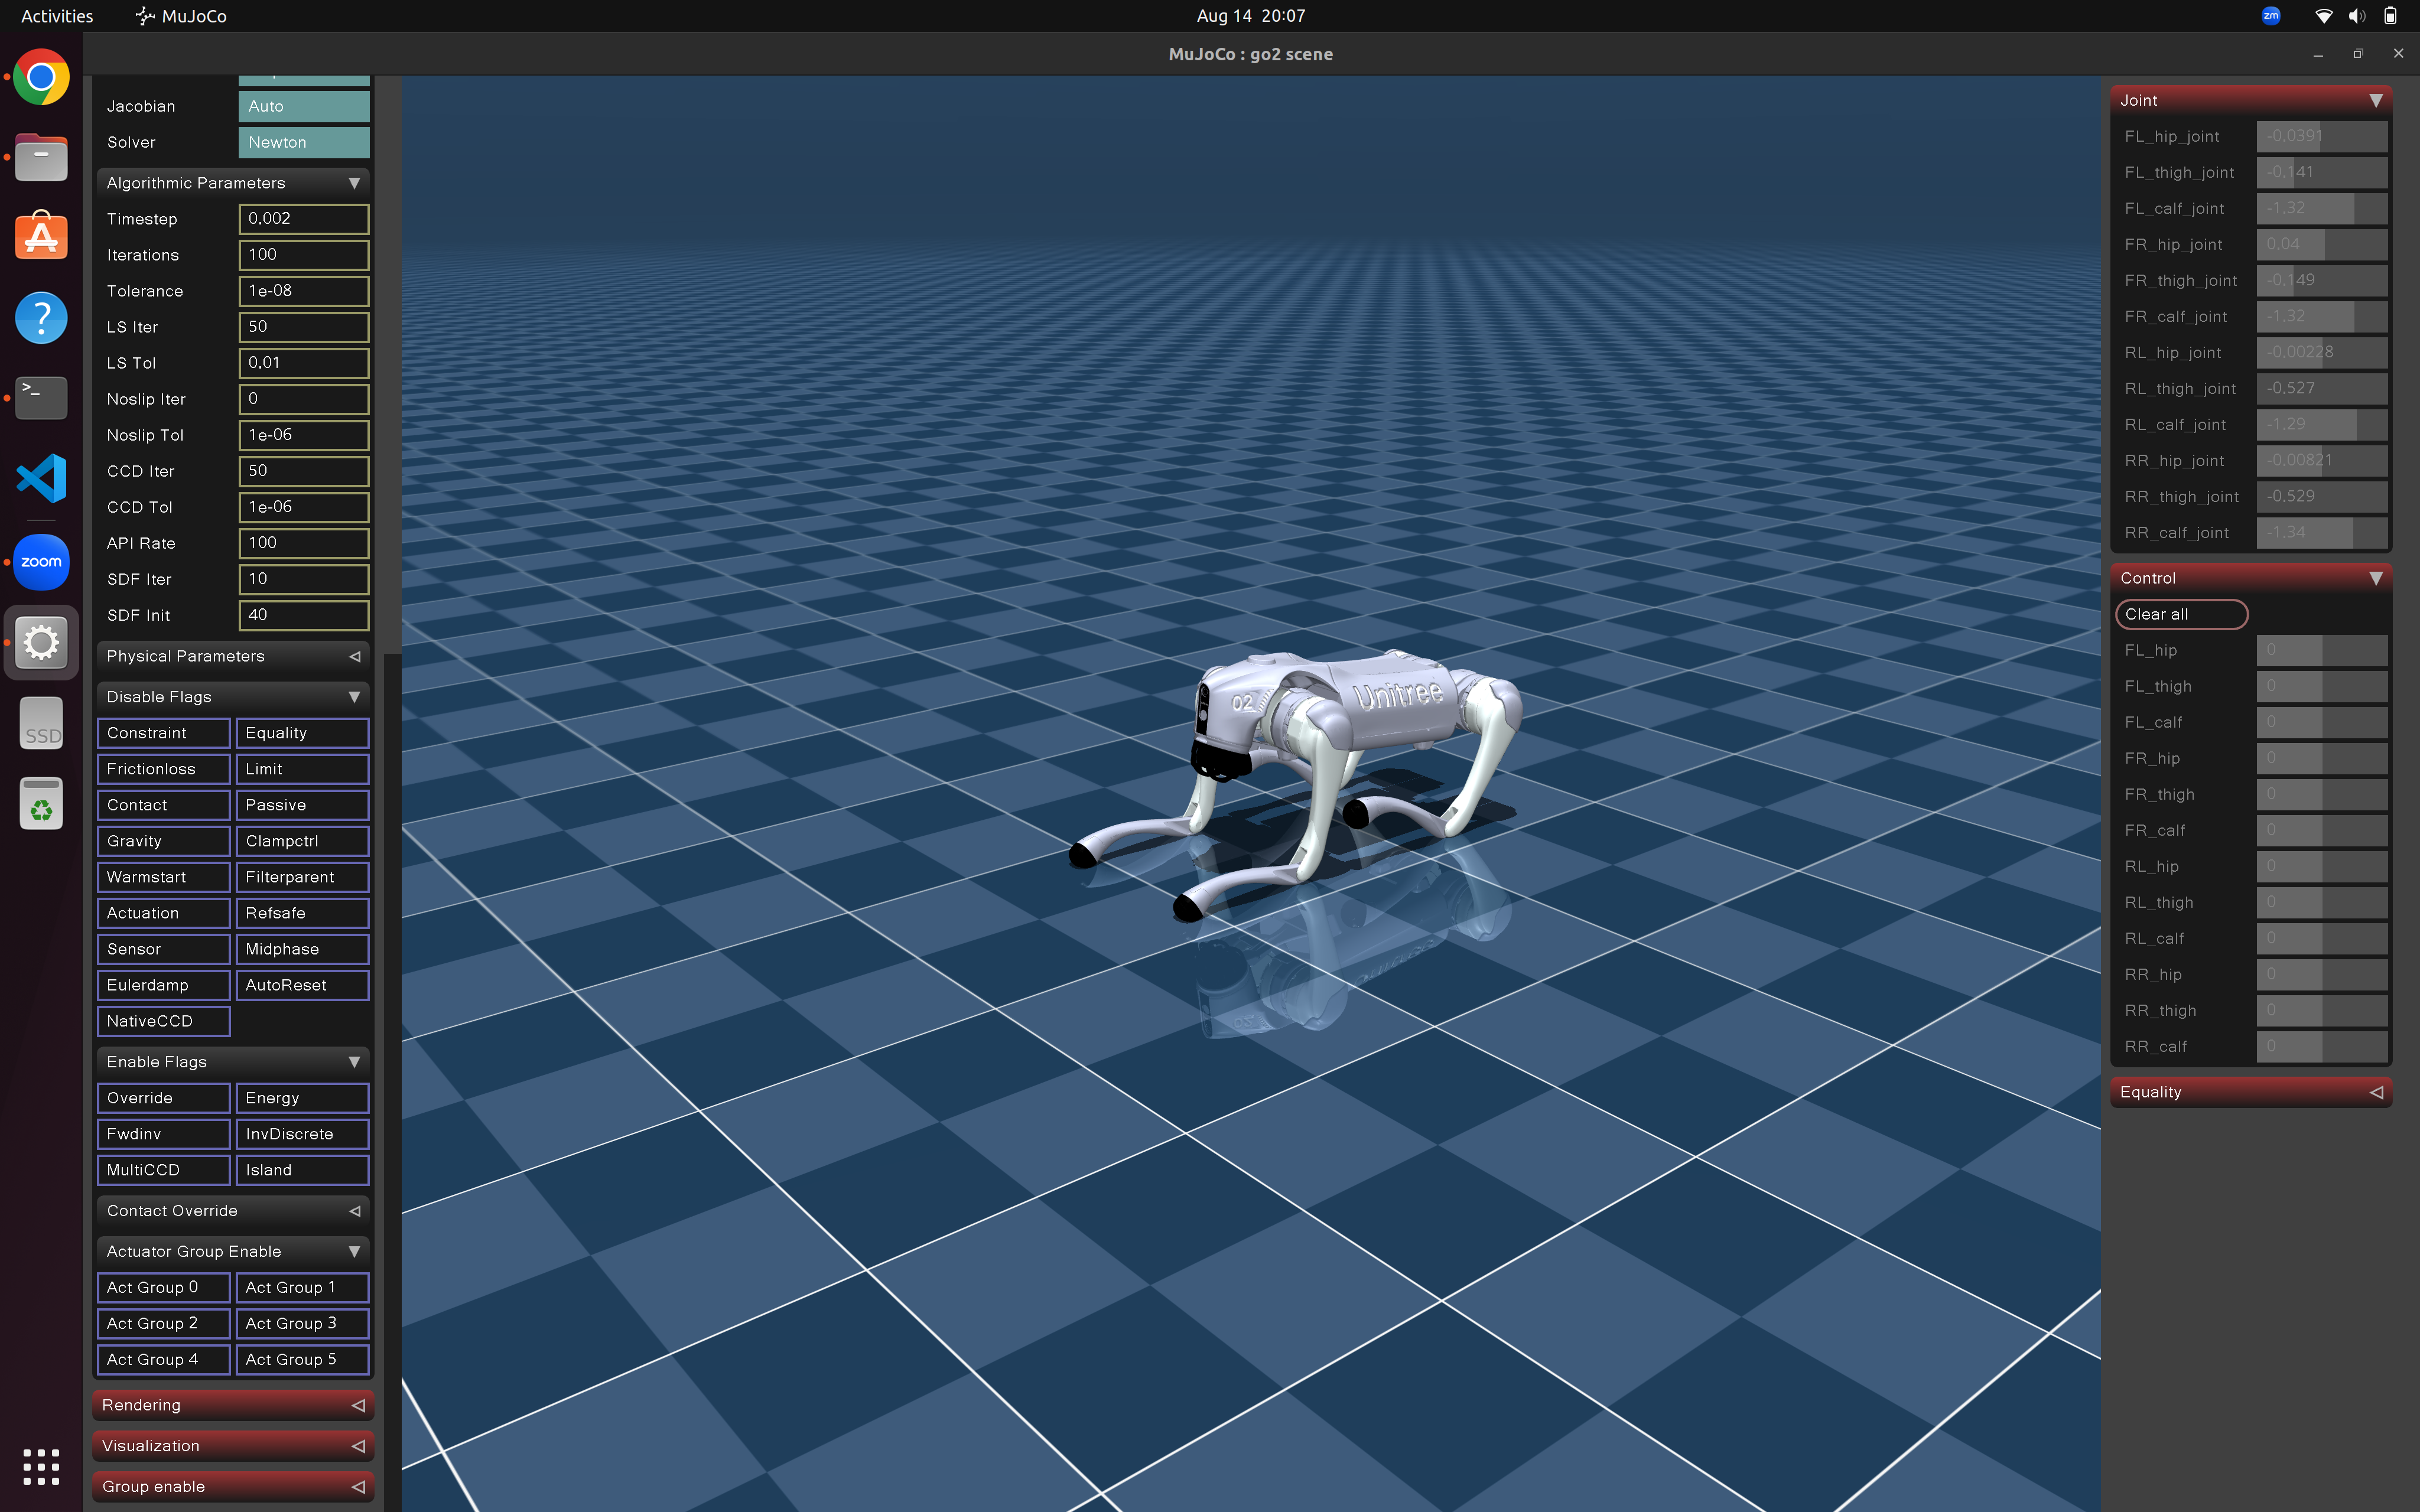 Activities MuJoCo Aug 14 20:07 zm
MuJoCo : go2 scene
Jacobian Auto
Solver Newton
Algorithmic Parameters
Timestep 0.002
Iterations 100
Tolerance 1e-08
LS Iter 50
LS Tol 0.01
Noslip Iter 0
Noslip Tol 1e-06
CCD Iter 50
CCD Tol 1e-06
API Rate 100
SDF Iter 10
SDF Init 40
Physical Parameters
Disable Flags
Constraint Equality
Frictionloss Limit
Contact Passive
Gravity Clampctrl
Warmstart Filterparent
Actuation Refsafe
Sensor Midphase
Eulerdamp AutoReset
NativeCCD
Enable Flags
Override Energy
Fwdinv InvDiscrete
MultiCCD Island
Contact Override
Actuator Group Enable
Act Group 0 Act Group 1
Act Group 2 Act Group 3
Act Group 4 Act Group 5
Rendering
Visualization
Group enable
zoom
SSD
Unitree
Joint
FL_hip_joint -0.0391
FL_thigh_joint -0.141
FL_calf_joint -1.32
FR_hip_joint 0.04
FR_thigh_joint -0.149
FR_calf_joint -1.32
RL_hip_joint -0.00228
RL_thigh_joint -0.527
RL_calf_joint -1.29
RR_hip_joint -0.00821
RR_thigh_joint -0.529
RR_calf_joint -1.34
Control
Clear all
FL_hip 0
FL_thigh 0
FL_calf 0
FR_hip 0
FR_thigh 0
FR_calf 0
RL_hip 0
RL_thigh 0
RL_calf 0
RR_hip 0
RR_thigh 0
RR_calf 0
Equality